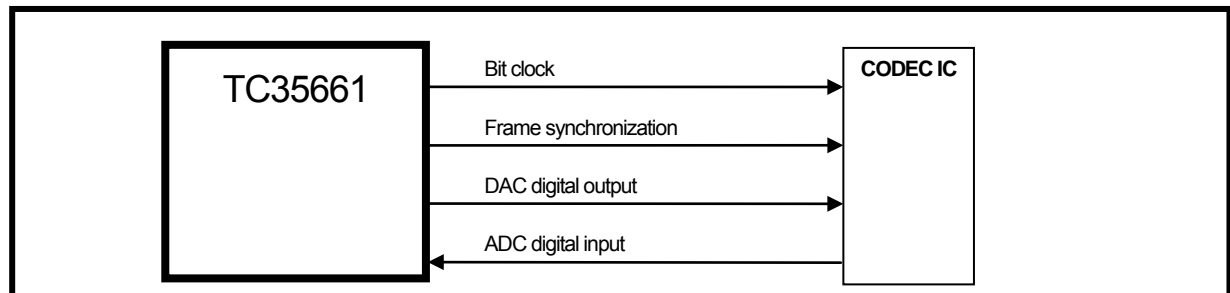 TC35661
Bit clock
CODEC IC
Frame synchronization
DAC digital output
ADC digital input